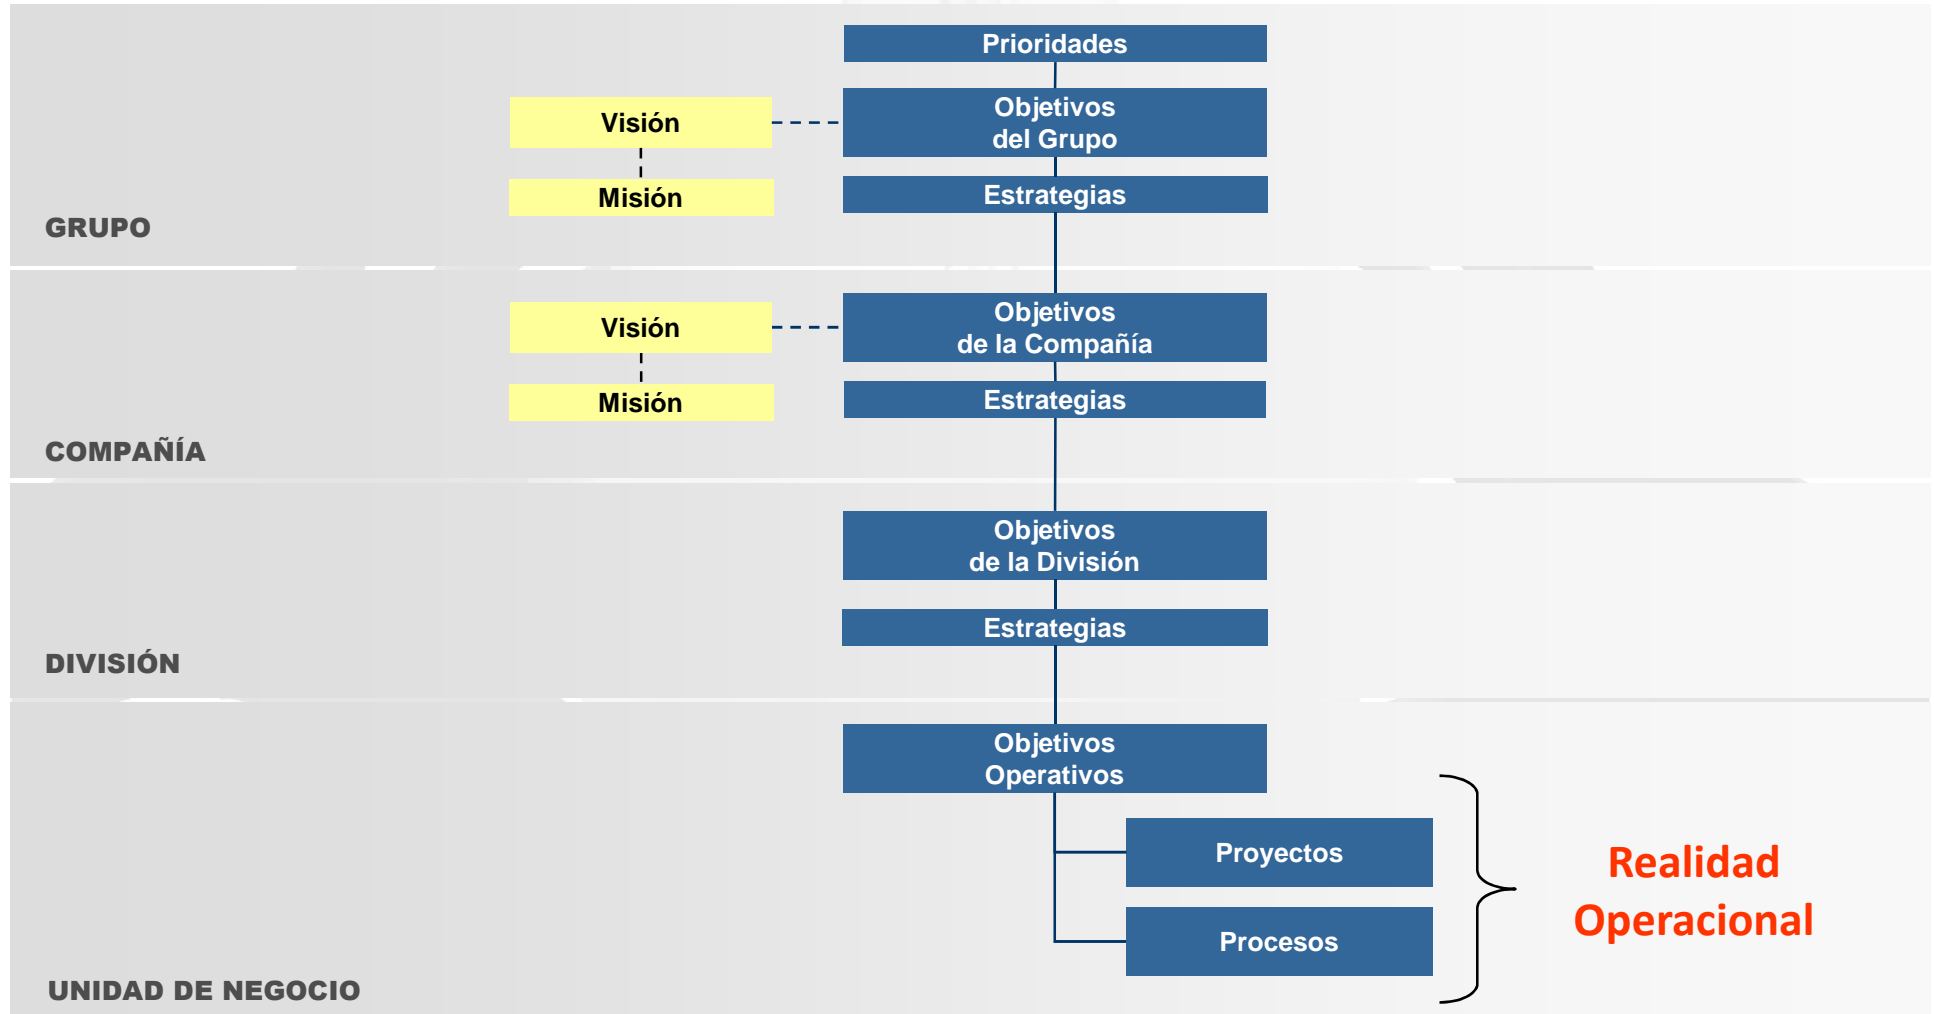 Prioridades
Visión
Objetivos
del Grupo
Misión
Estrategias
GRUPO
Visión
Objetivos
de la Compañía
Misión
Estrategias
COMPAÑÍA
Objetivos
de la División
Estrategias
DIVISIÓN
Objetivos
Operativos
Proyectos
Procesos
Realidad
Operacional
UNIDAD DE NEGOCIO